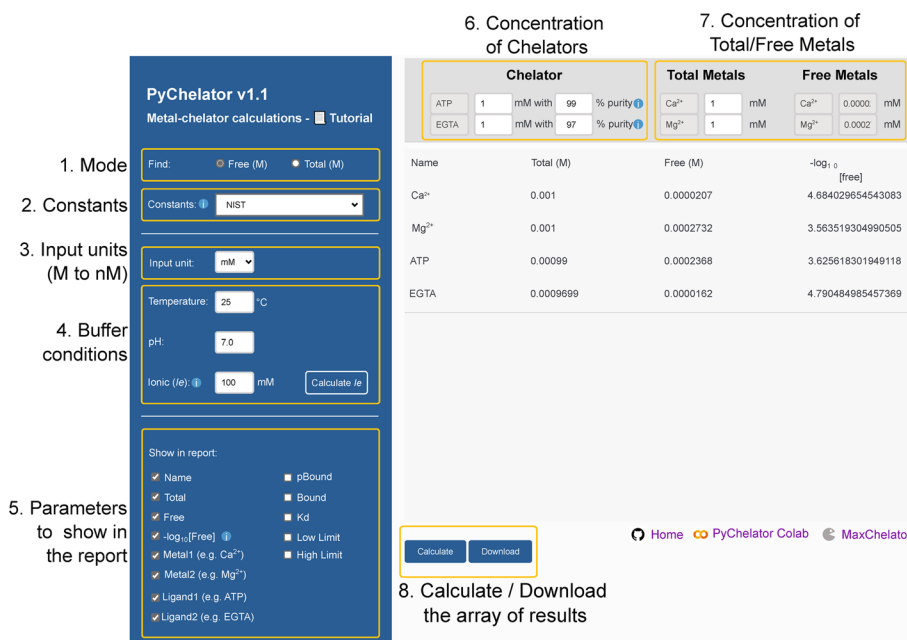 6. Concentration
of Chelators
7. Concentration of
Total/Free Metals
PyChelator v1.1
Metal-chelator calculations - Tutorial
1. Mode
Find: Free (M) Total (M)
2. Constants
Constants: i NIST
3. Input units
(M to nM)
Input unit: mM
4. Buffer
conditions
Temperature: 25 °C
pH: 7.0
Ionic (Ie): i 100 mM Calculate Ie
5. Parameters
to show in
the report
Show in report:
Name pBound
Total Bound
Free Kd
-log₁₀[Free] i Low Limit
Metal1 (e.g. Ca²⁺) High Limit
Metal2 (e.g. Mg²⁺)
Ligand1 (e.g. ATP)
Ligand2 (e.g. EGTA)
Chelator Total Metals Free Metals
ATP 1 mM with 99 % purity i Ca²⁺ 1 mM Ca²⁺ 0.0000 mM
EGTA 1 mM with 97 % purity i Mg²⁺ 1 mM Mg²⁺ 0.0002 mM
Name Total (M) Free (M) -log₁₀
[free]
Ca²⁺ 0.001 0.0000207 4.684029654543083
Mg²⁺ 0.001 0.0002732 3.563519304990505
ATP 0.00099 0.0002368 3.625618301949118
EGTA 0.0009699 0.0000162 4.790484985457369
Calculate Download
Home PyChelator Colab MaxChelato
8. Calculate / Download
the array of results